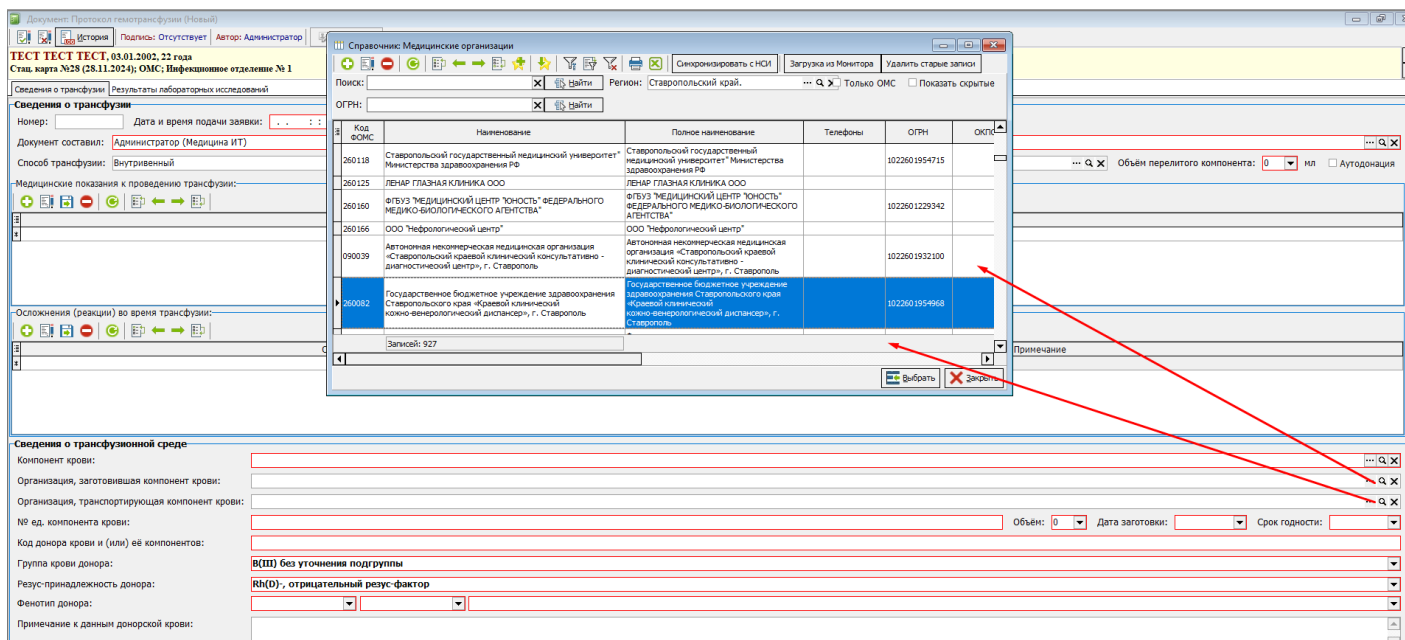 Документ: Протокол гемотрансфузии (Новый)
История Подпись: Отсутствует Автор: Администратор
ТЕСТ ТЕСТ ТЕСТ, 03.01.2002, 22 года
Стац. карта №28 (28.11.2024); ОМС; Инфекционное отделение № 1
Сведения о трансфузии Результаты лабораторных исследований
Сведения о трансфузии
Номер: Дата и время подачи заявки: . . : :
Документ составил: Администратор (Медицина ИТ)
Способ трансфузии: Внутривенный Объём перелитого компонента: 0 мл Аутодонация
Медицинские показания к проведению трансфузии:
Осложнения (реакции) во время трансфузии:
Примечание
Справочник: Медицинские организации
Синхронизировать с НСИ Загрузка из Монитора Удалить старые записи
Поиск: Найти Регион: Ставропольский край. Только ОМС Показать скрытые
ОГРН: Найти
Код ФОМС Наименование Полное наименование Телефоны ОГРН ОКПО
260118 Ставропольский государственный медицинский университет" Министерства здравоохранения РФ Ставропольский государственный медицинский университет" Министерства здравоохранения РФ 1022601954715
260125 ЛЕНАР ГЛАЗНАЯ КЛИНИКА ООО ЛЕНАР ГЛАЗНАЯ КЛИНИКА ООО
260160 ФГБУЗ "МЕДИЦИНСКИЙ ЦЕНТР "ЮНОСТЬ" ФЕДЕРАЛЬНОГО МЕДИКО-БИОЛОГИЧЕСКОГО АГЕНТСТВА" ФГБУЗ "МЕДИЦИНСКИЙ ЦЕНТР "ЮНОСТЬ" ФЕДЕРАЛЬНОГО МЕДИКО-БИОЛОГИЧЕСКОГО АГЕНТСТВА" 1022601229342
260166 ООО "Нефрологический центр" ООО "Нефрологический центр"
090039 Автономная некоммерческая медицинская организация «Ставропольский краевой клинический консультативно - диагностический центр», г. Ставрополь Автономная некоммерческая медицинская организация «Ставропольский краевой клинический консультативно - диагностический центр», г. Ставрополь 1022601932100
260082 Государственное бюджетное учреждение здравоохранения Ставропольского края «Краевой клинический кожно-венерологический диспансер», г. Ставрополь Государственное бюджетное учреждение здравоохранения Ставропольского края «Краевой клинический кожно-венерологический диспансер», г. Ставрополь 1022601954968
Записей: 927
Выбрать Закрыть
Сведения о трансфузионной среде
Компонент крови:
Организация, заготовившая компонент крови:
Организация, транспортирующая компонент крови:
№ ед. компонента крови: Объём: 0 Дата заготовки: Срок годности:
Код донора крови и (или) её компонентов:
Группа крови донора: B(III) без уточнения подгруппы
Резус-принадлежность донора: Rh(D)-, отрицательный резус-фактор
Фенотип донора:
Примечание к данным донорской крови: